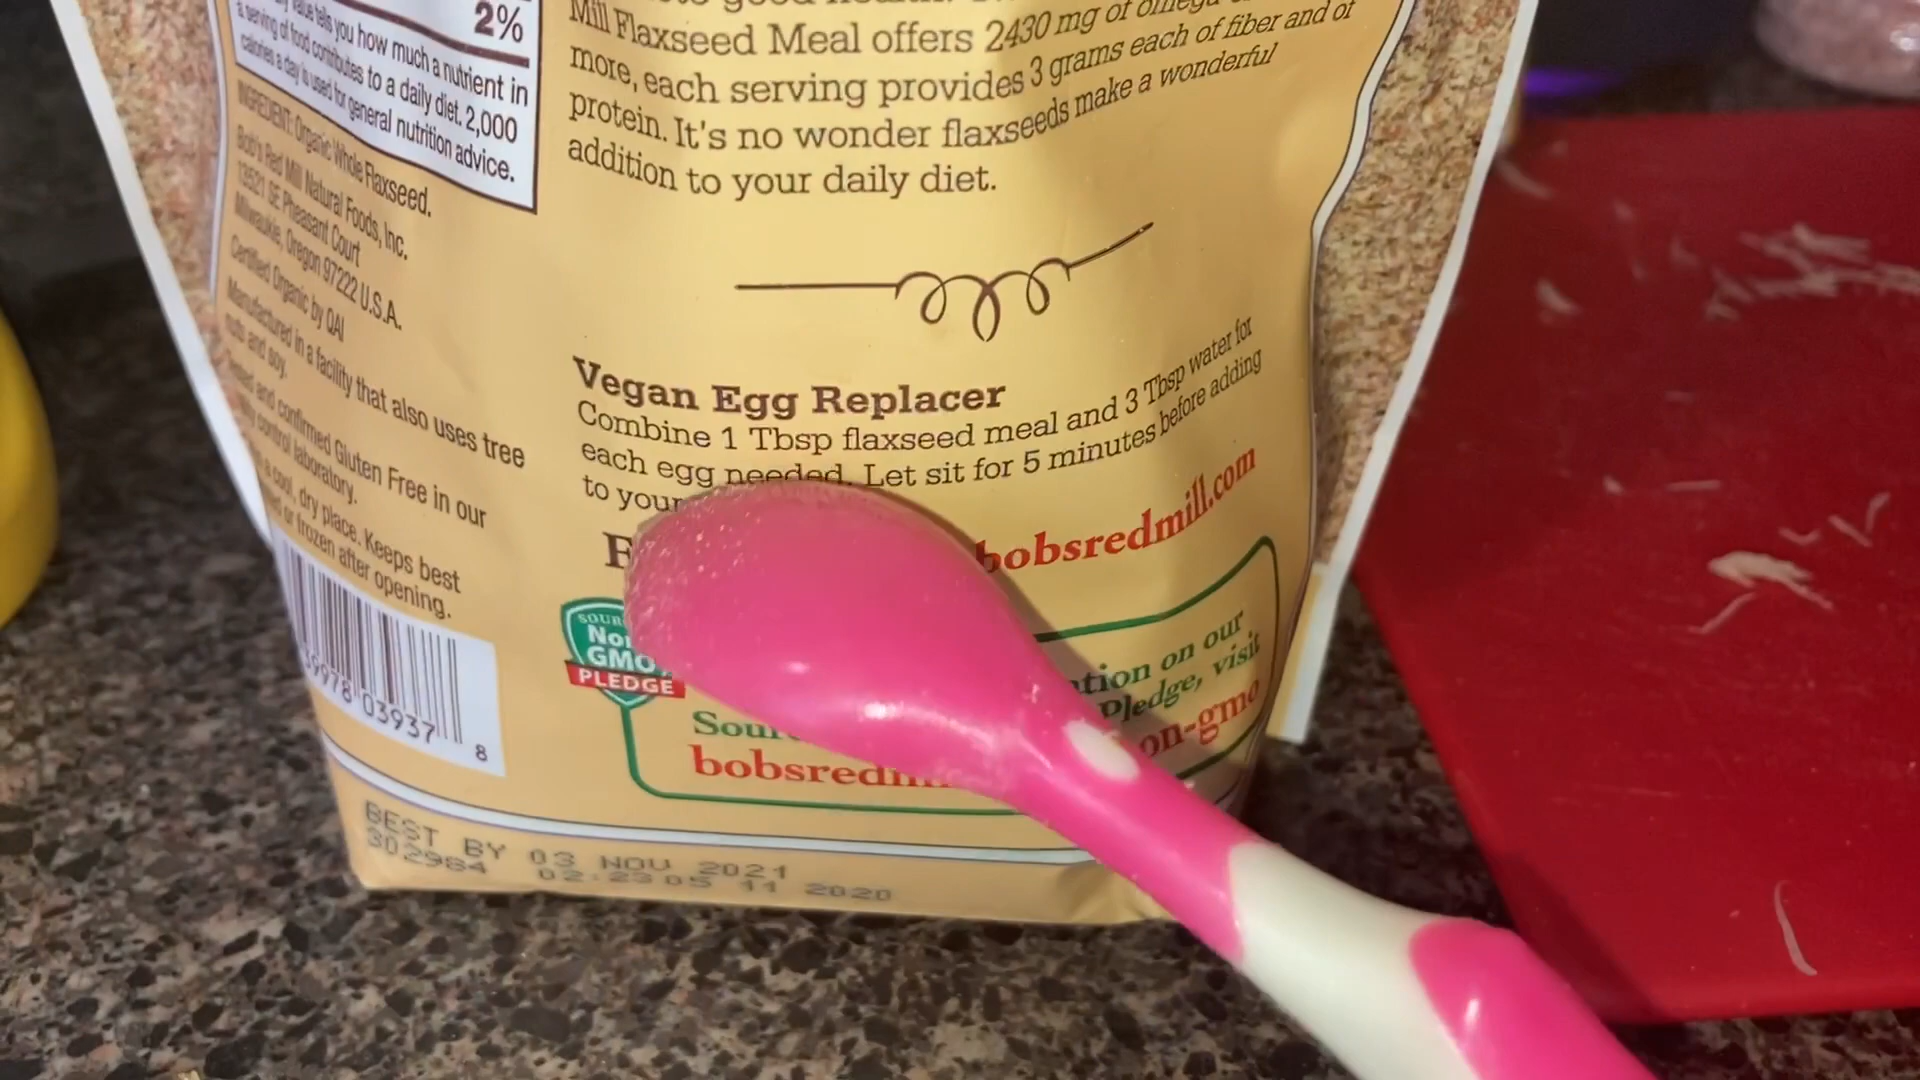 2%
value tells you how much a nutrient in
a serving of food contributes to a daily diet. 2,000
calories a day is used for general nutrition advice.
INGREDIENT: Organic Whole Flaxseed.
Bob's Red Mill Natural Foods, Inc.
13521 SE Pheasant Court
Milwaukie, Oregon 97222 U.S.A.
Certified Organic by QAI
Manufactured in a facility that also uses tree
nuts and soy.
and confirmed Gluten Free in our
control laboratory.
cool, dry place. Keeps best
or frozen after opening.
39978 03937 8
to good health.
Mill Flaxseed Meal offers 2430 mg of omega
more, each serving provides 3 grams each of fiber and of
protein. It's no wonder flaxseeds make a wonderful
addition to your daily diet.
Vegan Egg Replacer
Combine 1 Tbsp flaxseed meal and 3 Tbsp water for
each egg needed. Let sit for 5 minutes before adding
to your
bobsredmill.com
Non
GMO
PLEDGE
on our
Pledge, visit
bobsredmill
non-gmo
BEST BY 03 NOV 2021
302984 02:23 05 11 2020